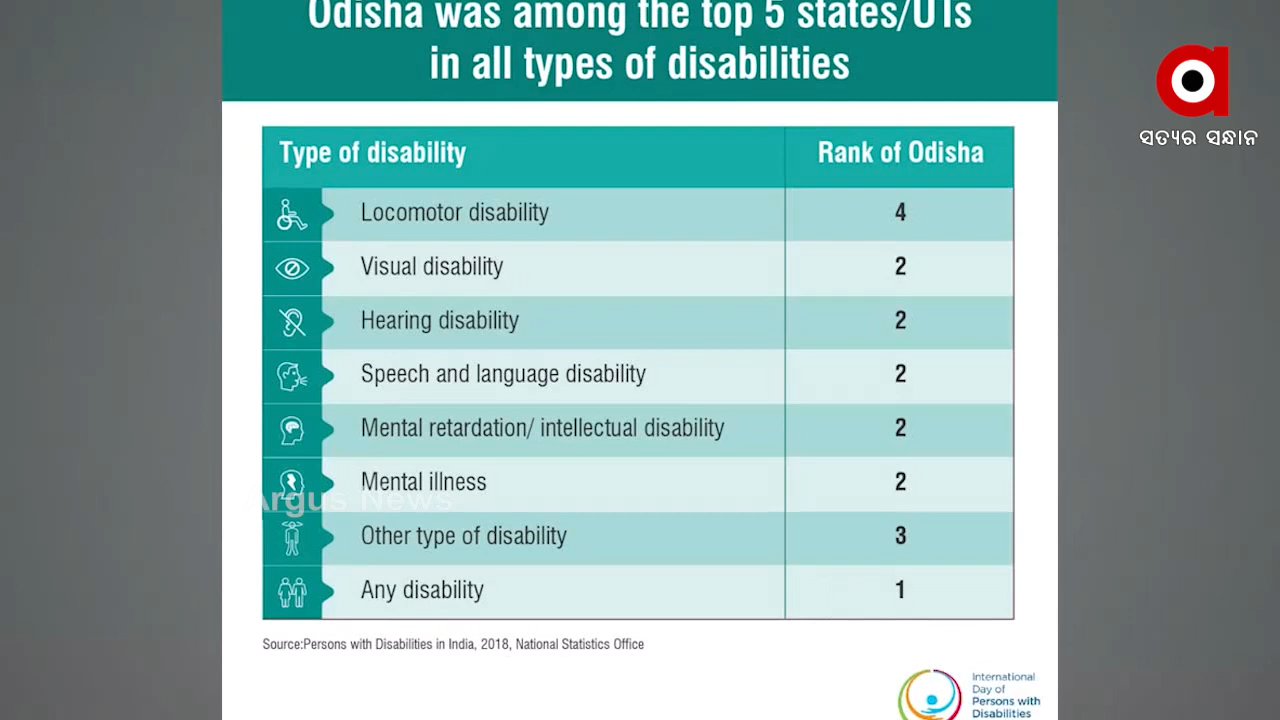 Odisha was among the top 5 states/UTs
in all types of disabilities
ସତ୍ୟର ସନ୍ଧାନ
Type of disability Rank of Odisha
Locomotor disability 4
Visual disability 2
Hearing disability 2
Speech and language disability 2
Mental retardation/ intellectual disability 2
Mental illness 2
Argus News
Other type of disability 3
Any disability 1
Source:Persons with Disabilities in India, 2018, National Statistics Office
International
Day of
Persons with
Disabilities